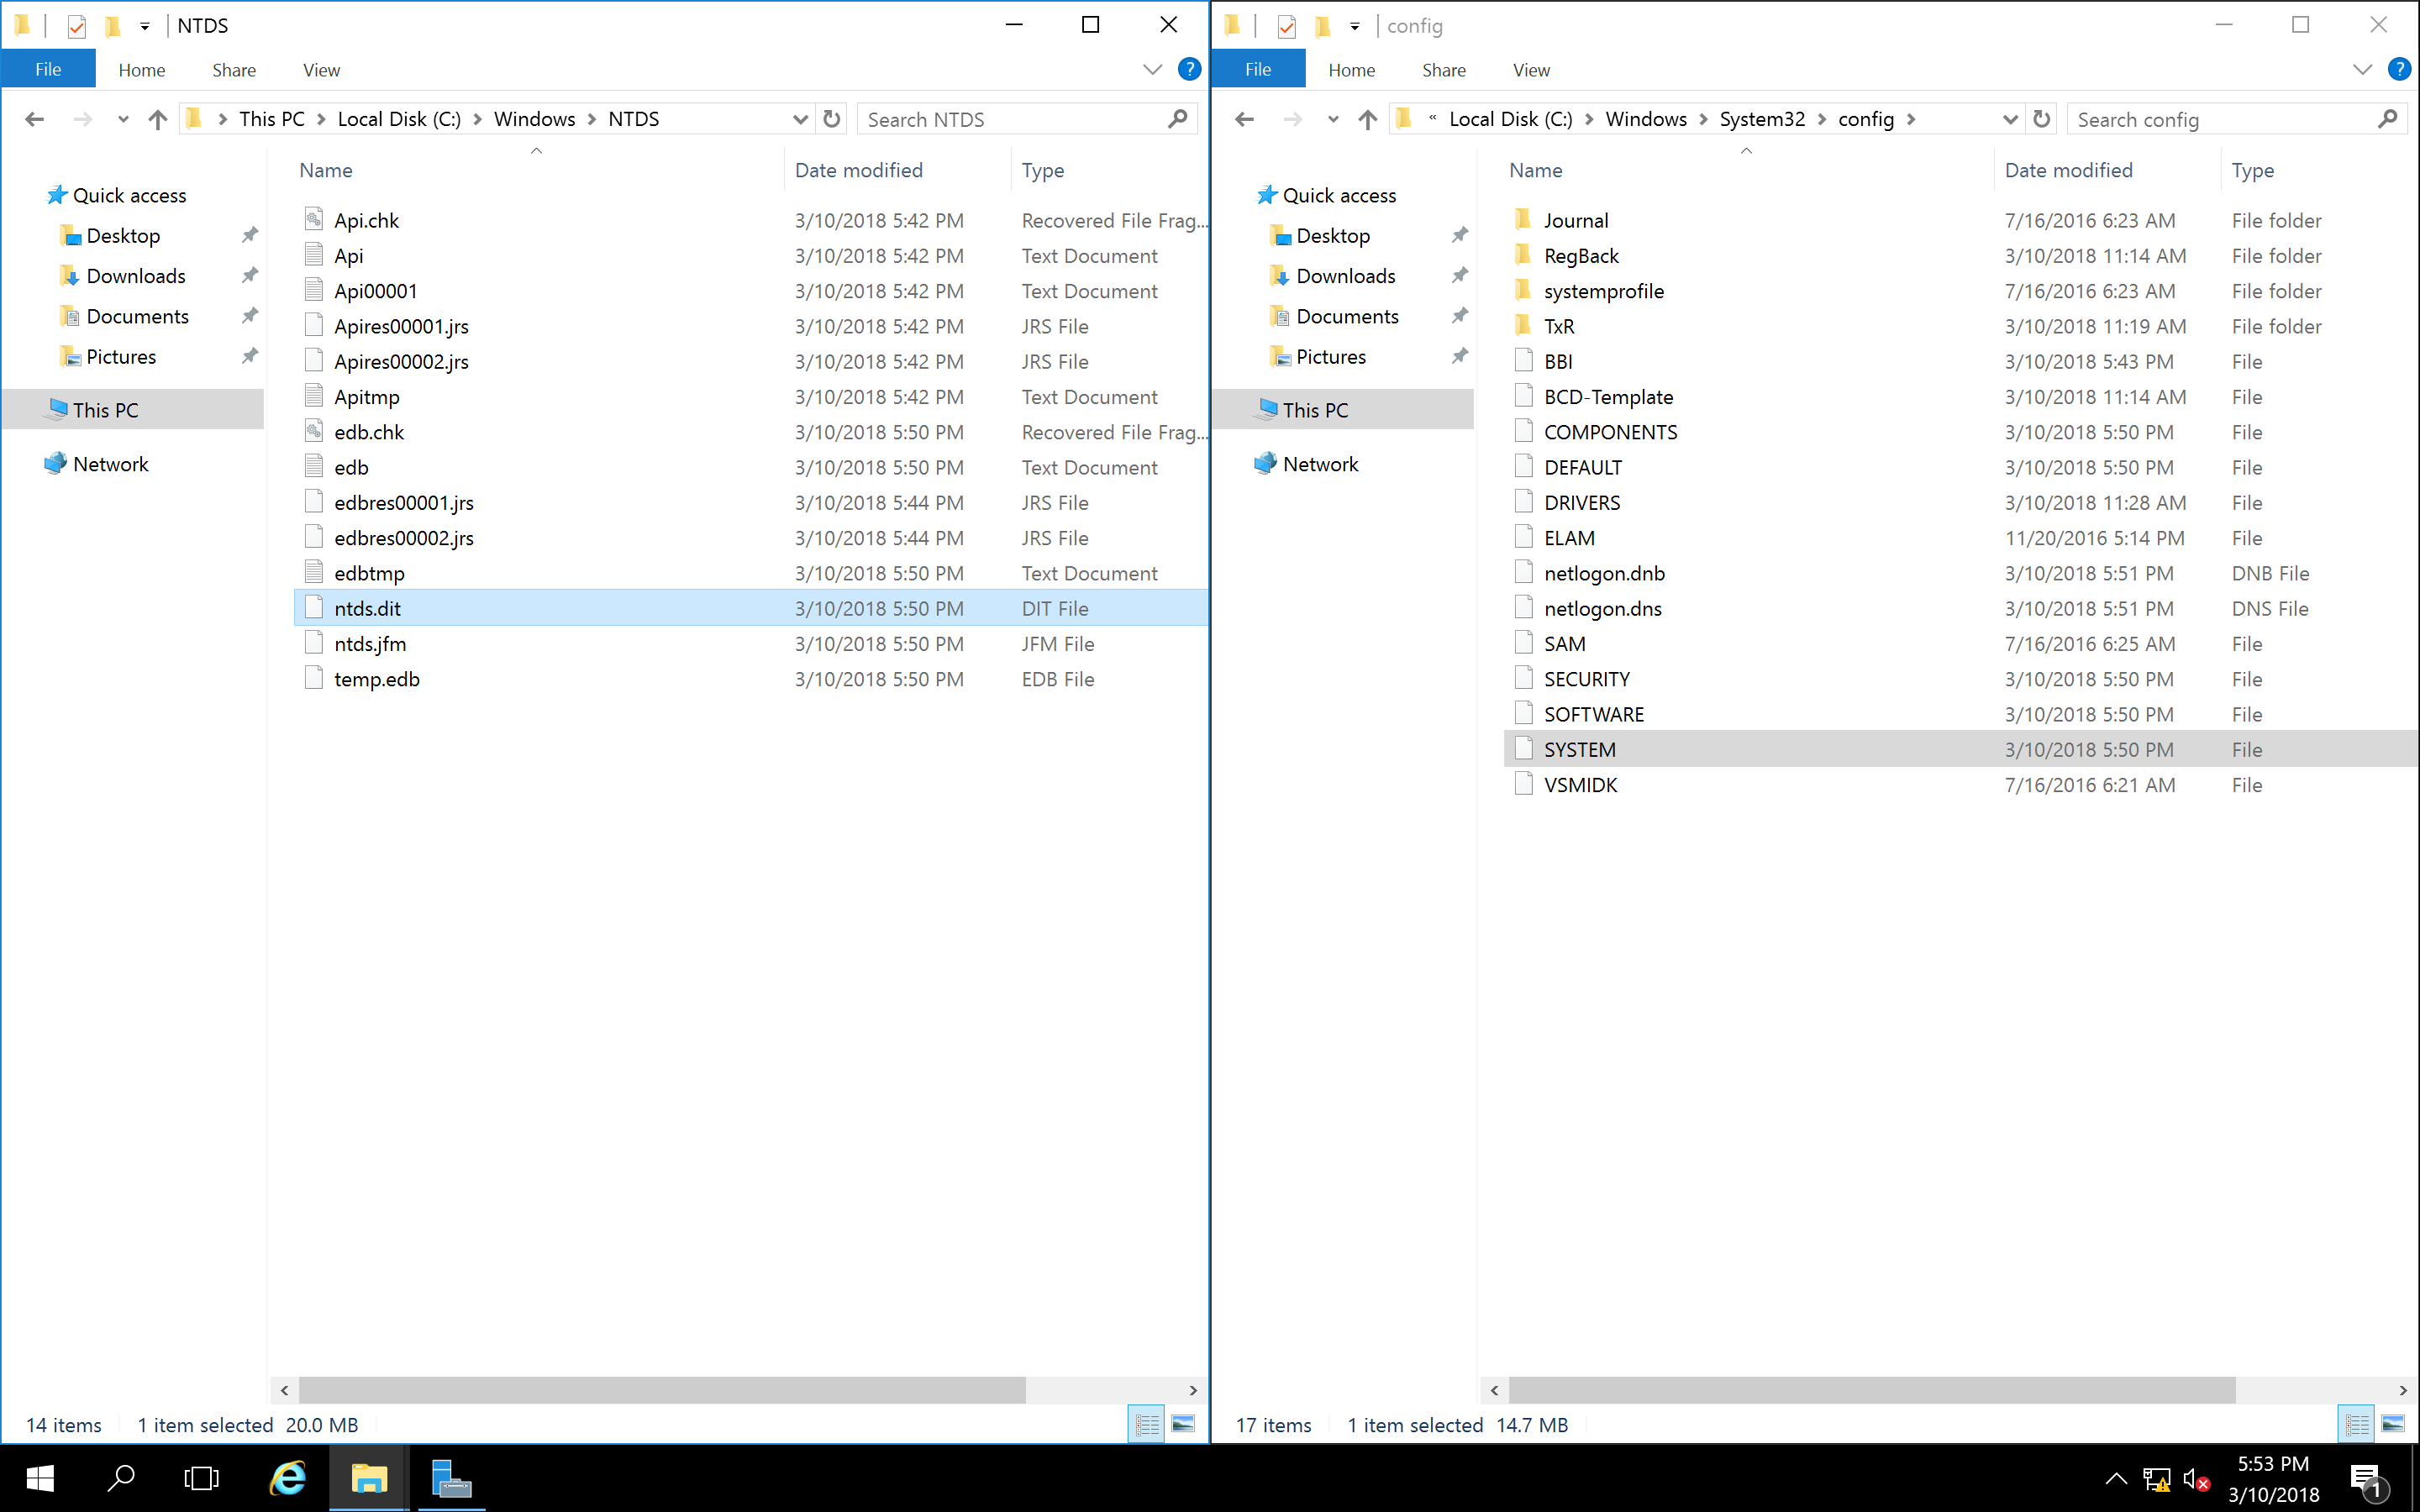 NTDS
File Home Share View
This PC Local Disk (C:) Windows NTDS
Search NTDS
Name Date modified Type
Quick access
Desktop
Downloads
Documents
Pictures
This PC
Network
Api.chk 3/10/2018 5:42 PM Recovered File Frag...
Api 3/10/2018 5:42 PM Text Document
Api00001 3/10/2018 5:42 PM Text Document
Apires00001.jrs 3/10/2018 5:42 PM JRS File
Apires00002.jrs 3/10/2018 5:42 PM JRS File
Apitmp 3/10/2018 5:42 PM Text Document
edb.chk 3/10/2018 5:50 PM Recovered File Frag...
edb 3/10/2018 5:50 PM Text Document
edbres00001.jrs 3/10/2018 5:44 PM JRS File
edbres00002.jrs 3/10/2018 5:44 PM JRS File
edbtmp 3/10/2018 5:50 PM Text Document
ntds.dit 3/10/2018 5:50 PM DIT File
ntds.jfm 3/10/2018 5:50 PM JFM File
temp.edb 3/10/2018 5:50 PM EDB File
14 items 1 item selected 20.0 MB
config
File Home Share View
« Local Disk (C:) Windows System32 config
Search config
Name Date modified Type
Quick access
Desktop
Downloads
Documents
Pictures
This PC
Network
Journal 7/16/2016 6:23 AM File folder
RegBack 3/10/2018 11:14 AM File folder
systemprofile 7/16/2016 6:23 AM File folder
TxR 3/10/2018 11:19 AM File folder
BBI 3/10/2018 5:43 PM File
BCD-Template 3/10/2018 11:14 AM File
COMPONENTS 3/10/2018 5:50 PM File
DEFAULT 3/10/2018 5:50 PM File
DRIVERS 3/10/2018 11:28 AM File
ELAM 11/20/2016 5:14 PM File
netlogon.dnb 3/10/2018 5:51 PM DNB File
netlogon.dns 3/10/2018 5:51 PM DNS File
SAM 7/16/2016 6:25 AM File
SECURITY 3/10/2018 5:50 PM File
SOFTWARE 3/10/2018 5:50 PM File
SYSTEM 3/10/2018 5:50 PM File
VSMIDK 7/16/2016 6:21 AM File
17 items 1 item selected 14.7 MB
5:53 PM
3/10/2018
1